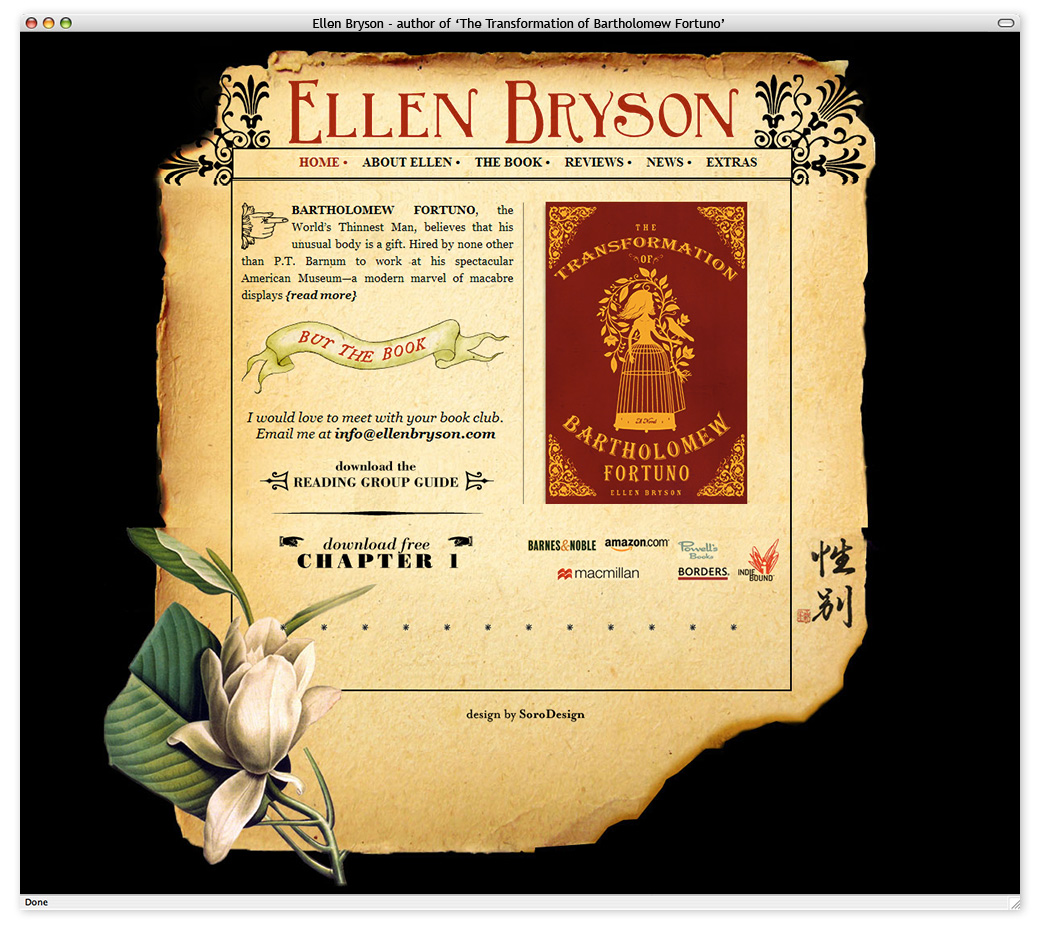 Ellen Bryson - author of ‘The Transformation of Bartholomew Fortuno’
ELLEN BRYSON
HOME • ABOUT ELLEN • THE BOOK • REVIEWS • NEWS • EXTRAS
BARTHOLOMEW FORTUNO, the
World’s Thinnest Man, believes that his
unusual body is a gift. Hired by none other
than P.T. Barnum to work at his spectacular
American Museum—a modern marvel of macabre
displays {read more}
BUY THE BOOK
I would love to meet with your book club.
Email me at info@ellenbryson.com
download the
READING GROUP GUIDE
download free
CHAPTER 1
THE
TRANSFORMATION
OF
A Novel
BARTHOLOMEW
FORTUNO
ELLEN BRYSON
BARNES&NOBLE amazon.com Powell's
Books
macmillan BORDERS. INDIE
BOUND
性
别
design by SoroDesign
Done